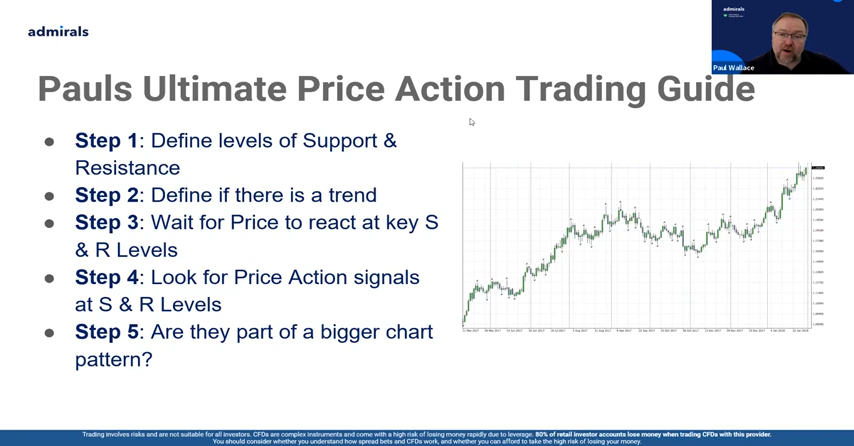 admirals
admirals
Paul Wallace
Pauls Ultimate Price Action Trading Guide
● Step 1: Define levels of Support &
Resistance
● Step 2: Define if there is a trend
● Step 3: Wait for Price to react at key S
& R Levels
● Step 4: Look for Price Action signals
at S & R Levels
● Step 5: Are they part of a bigger chart
pattern?
Trading involves risks and are not suitable for all investors. CFDs are complex instruments and come with a high risk of losing money rapidly due to leverage. 80% of retail investor accounts lose money when trading CFDs with this provider.
You should consider whether you understand how spread bets and CFDs work, and whether you can afford to take the high risk of losing your money.